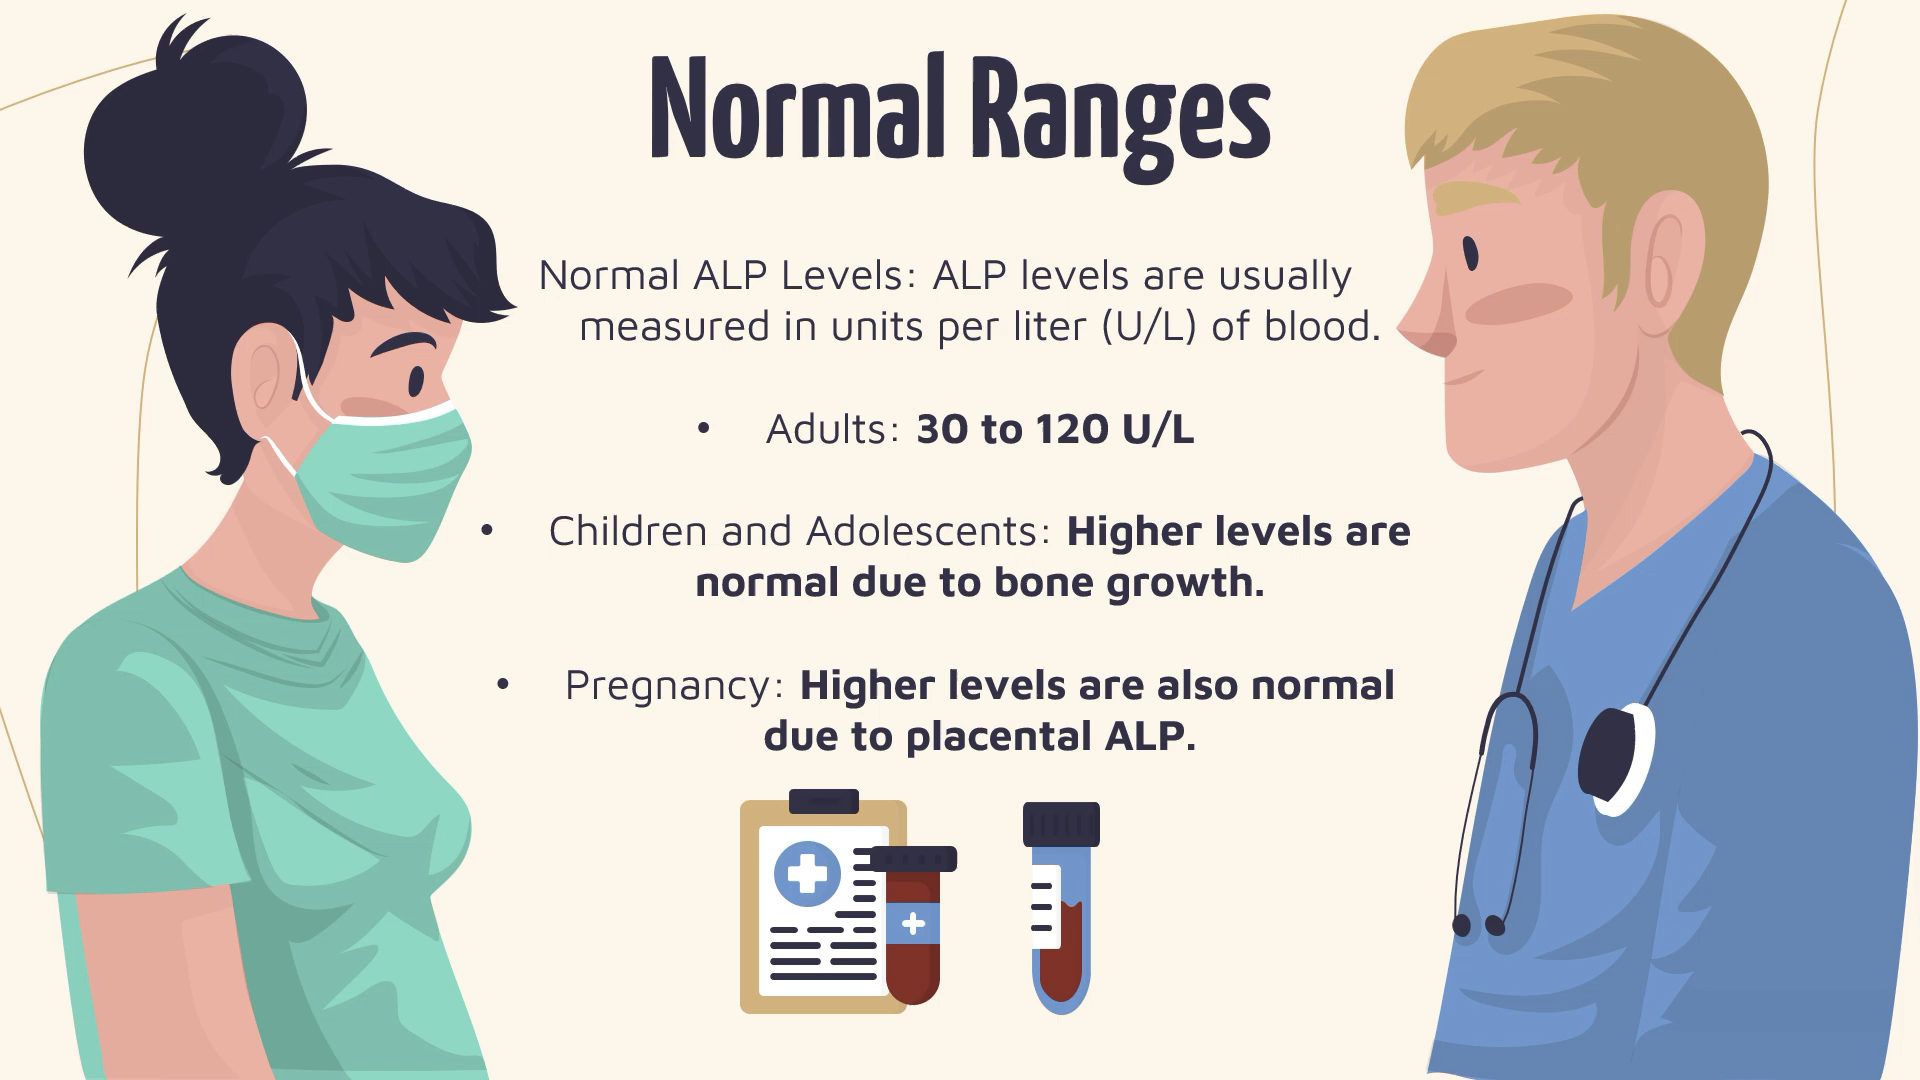 Normal Ranges
Normal ALP Levels: ALP levels are usually
measured in units per liter (U/L) of blood.
• Adults: 30 to 120 U/L
• Children and Adolescents: Higher levels are
normal due to bone growth.
• Pregnancy: Higher levels are also normal
due to placental ALP.